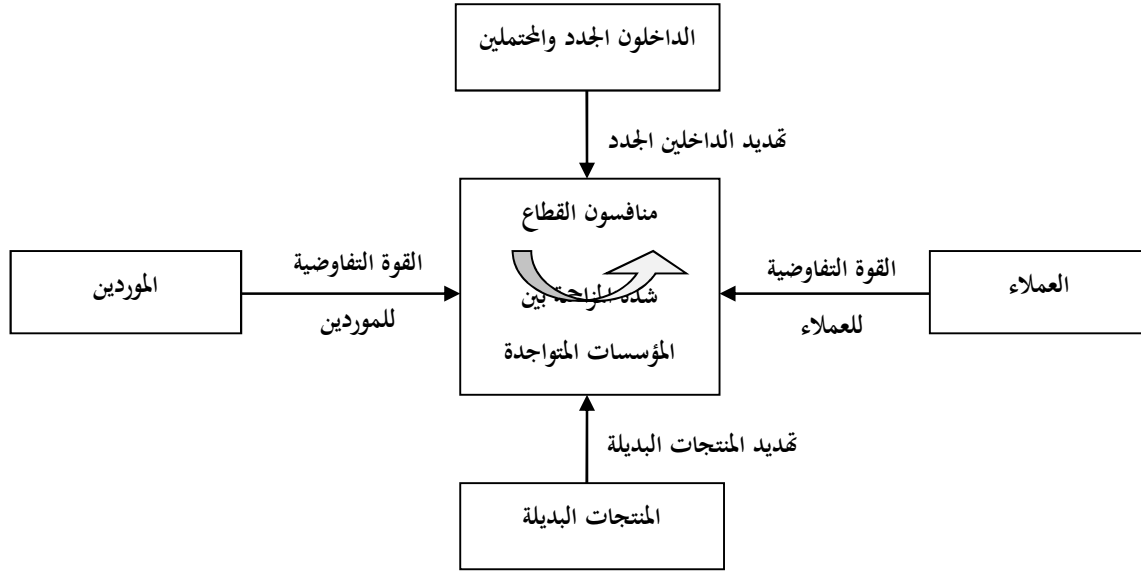 الداخلون الجدد والمحتملين
تهديد الداخلين الجدد
منافسون القطاع
شدة المزاحمة بين
المؤسسات المتواجدة
العملاء
القوة التفاوضية
للعملاء
القوة التفاوضية
للموردين
الموردين
تهديد المنتجات البديلة
المنتجات البديلة